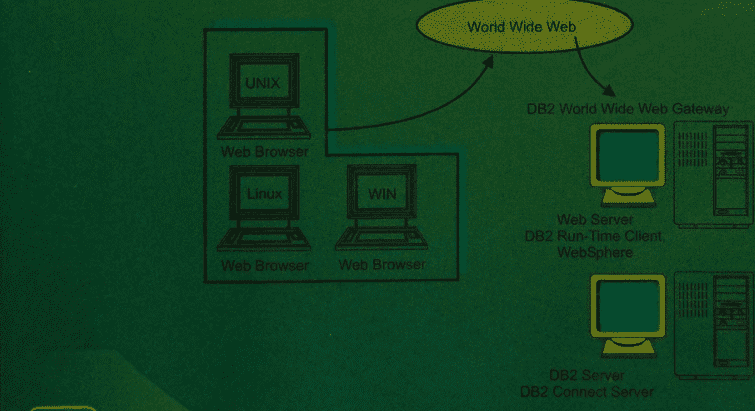 World Wide Web
UNIX
Web Browser
Linux
Web Browser
WIN
Web Browser
DB2 World Wide Web Gateway
Web Server
DB2 Run-Time Client,
WebSphere
DB2 Server
DB2 Connect Server